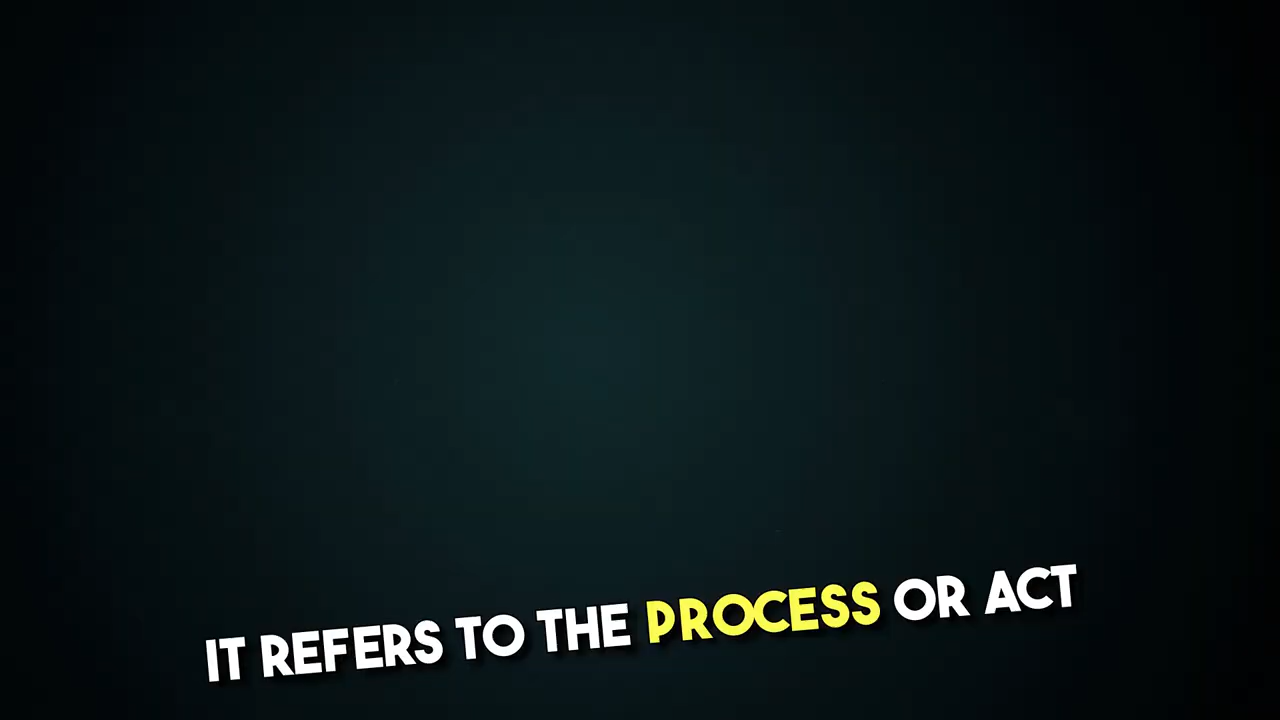 IT REFERS TO THE PROCESS OR ACT